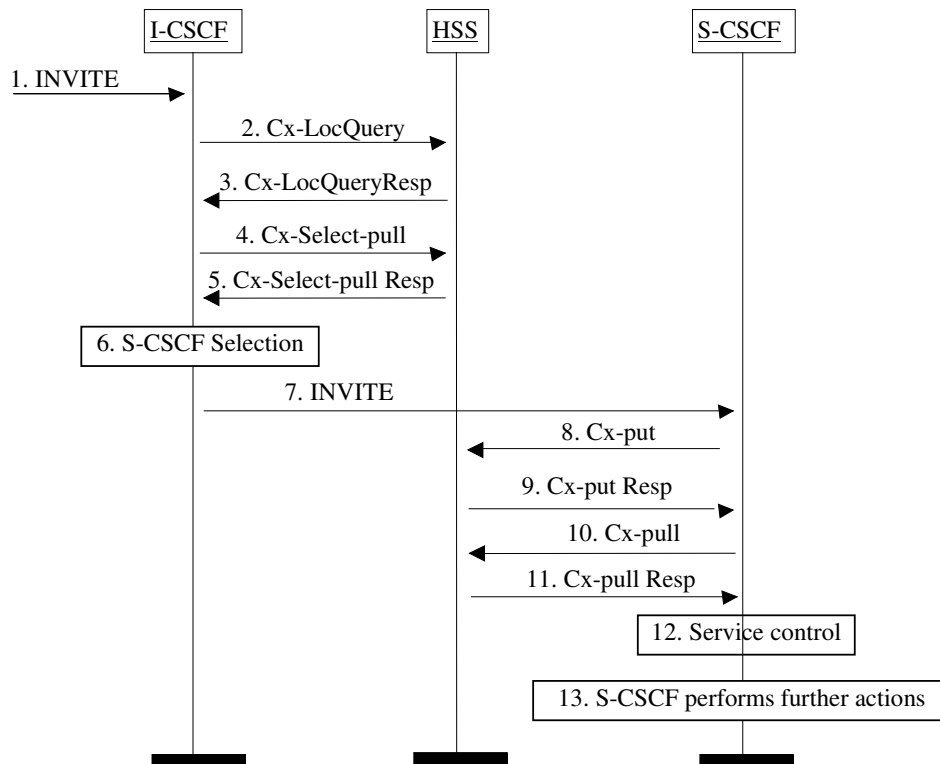 I-CSCF
HSS
S-CSCF
1. INVITE
2. Cx-LocQuery
3. Cx-LocQueryResp
4. Cx-Select-pull
5. Cx-Select-pull Resp
6. S-CSCF Selection
7. INVITE
8. Cx-put
9. Cx-put Resp
10. Cx-pull
11. Cx-pull Resp
12. Service control
13. S-CSCF performs further actions